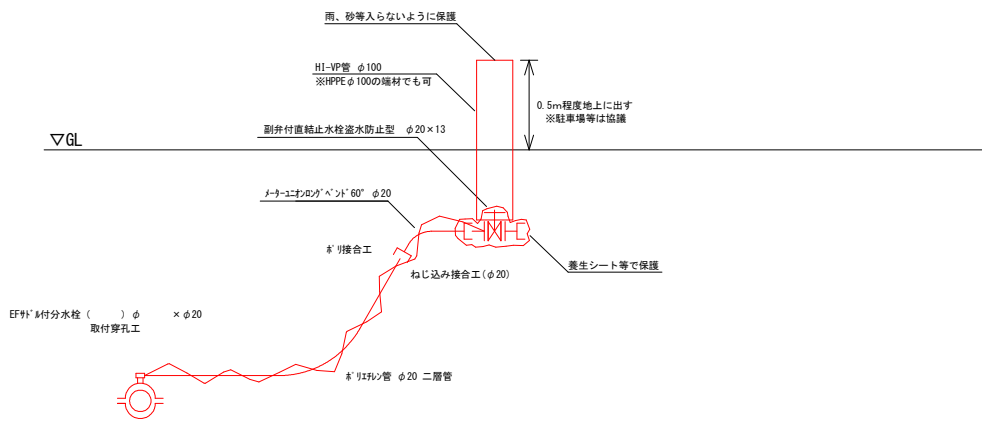 雨、砂等入らないように保護
HI-VP管 φ100
※HPPEφ100の端材でも可
0.5m程度地上に出す
※駐車場等は協議
副弁付直結止水栓盗水防止型 φ20×13
▽GL
ﾒｰﾀｰﾕﾆｵﾝﾛﾝｸﾞﾍﾞﾝﾄﾞ60° φ20
ﾎﾟﾘ接合工
養生シート等で保護
ねじ込み接合工(φ20)
EFｻﾄﾞﾙ付分水栓（　　　）φ　　　×φ20
取付穿孔工
ﾎﾟﾘｴﾁﾚﾝ管 φ20 二層管